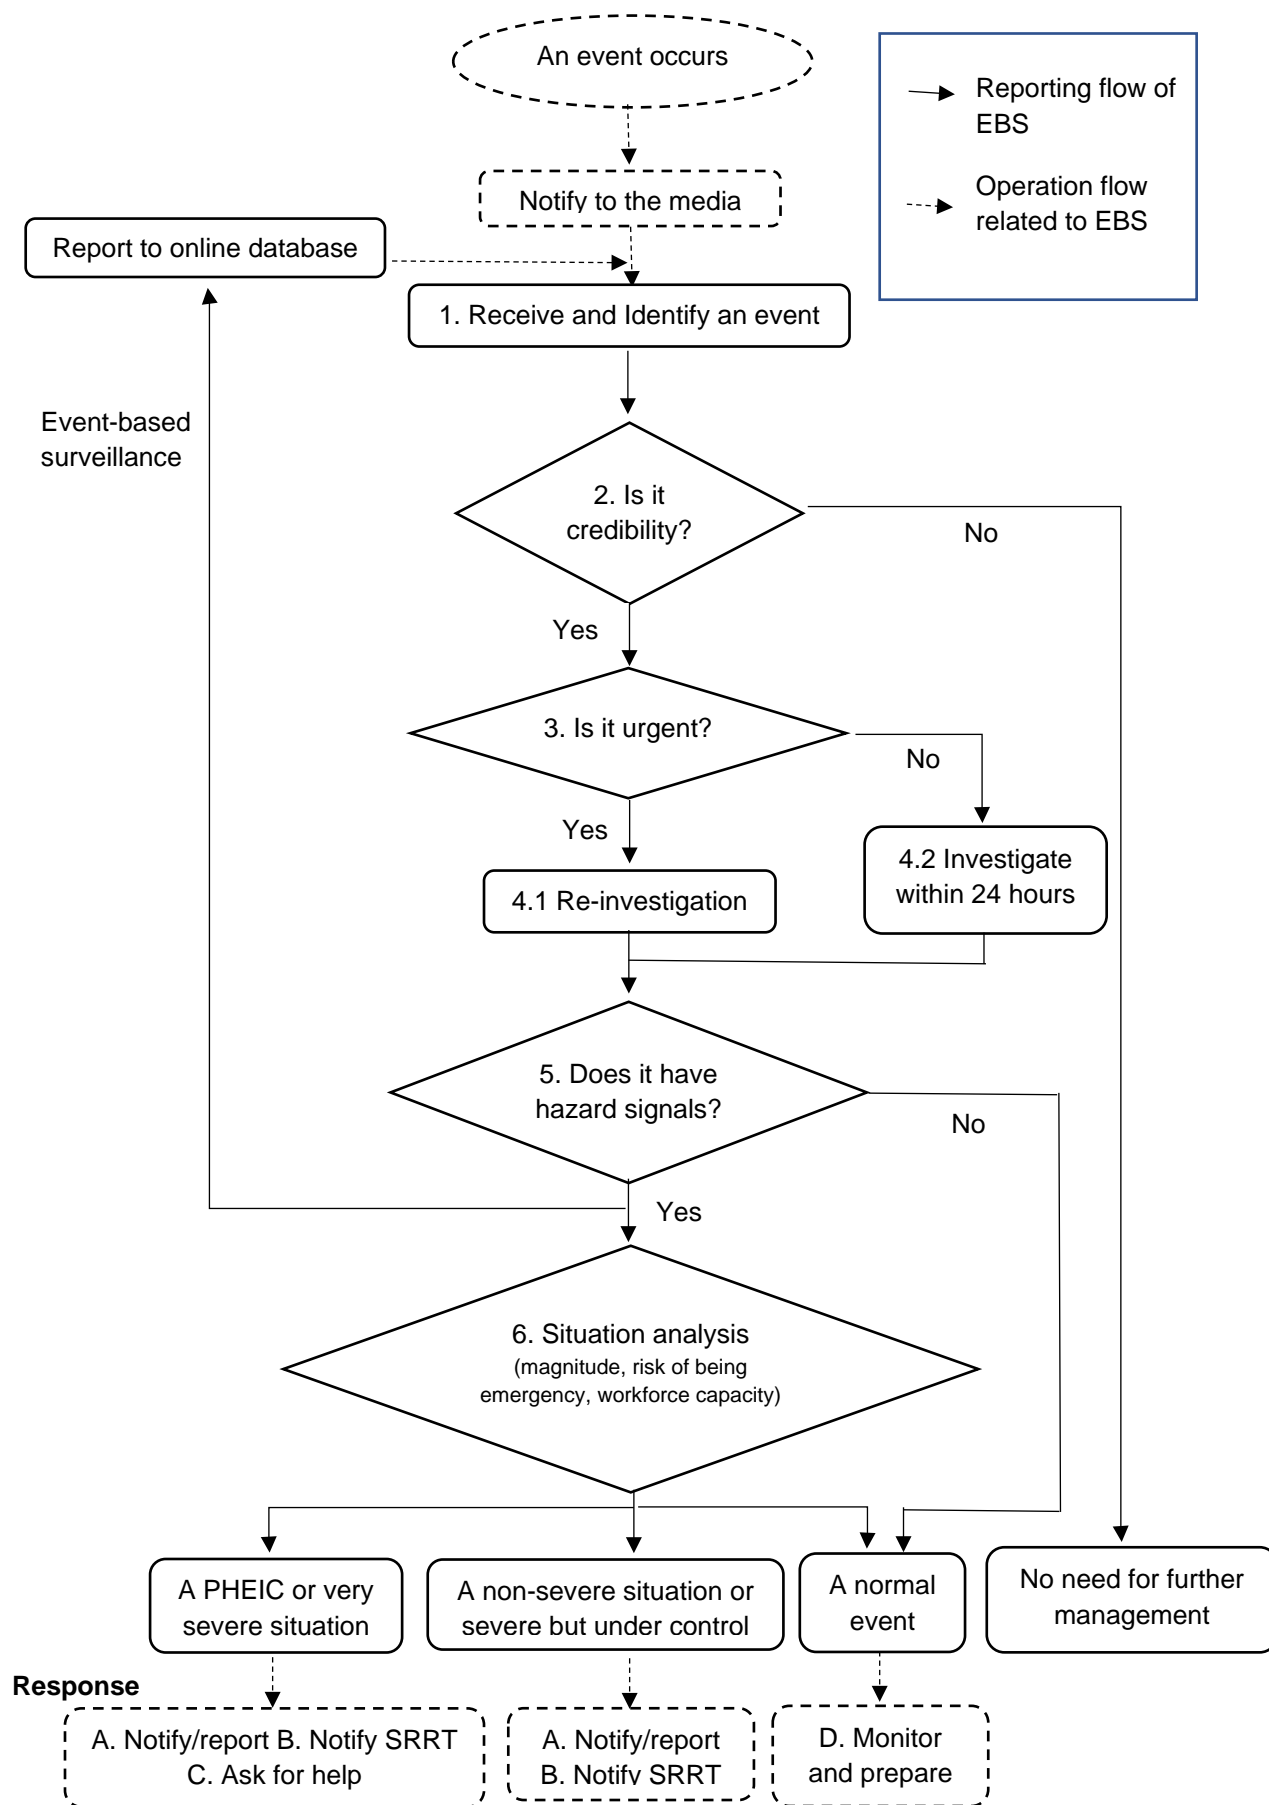 An event occurs
Reporting flow of
EBS
Operation flow
related to EBS
Notify to the media
Report to online database
1. Receive and Identify an event
Event-based
surveillance
2. Is it
credibility?
No
Yes
3. Is it urgent?
No
Yes
4.2 Investigate
within 24 hours
4.1 Re-investigation
5. Does it have
hazard signals?
No
Yes
6. Situation analysis
(magnitude, risk of being
emergency, workforce capacity)
A PHEIC or very
severe situation
A non-severe situation or
severe but under control
A normal
event
No need for further
management
Response
A. Notify/report B. Notify SRRT
C. Ask for help
A. Notify/report
B. Notify SRRT
D. Monitor
and prepare